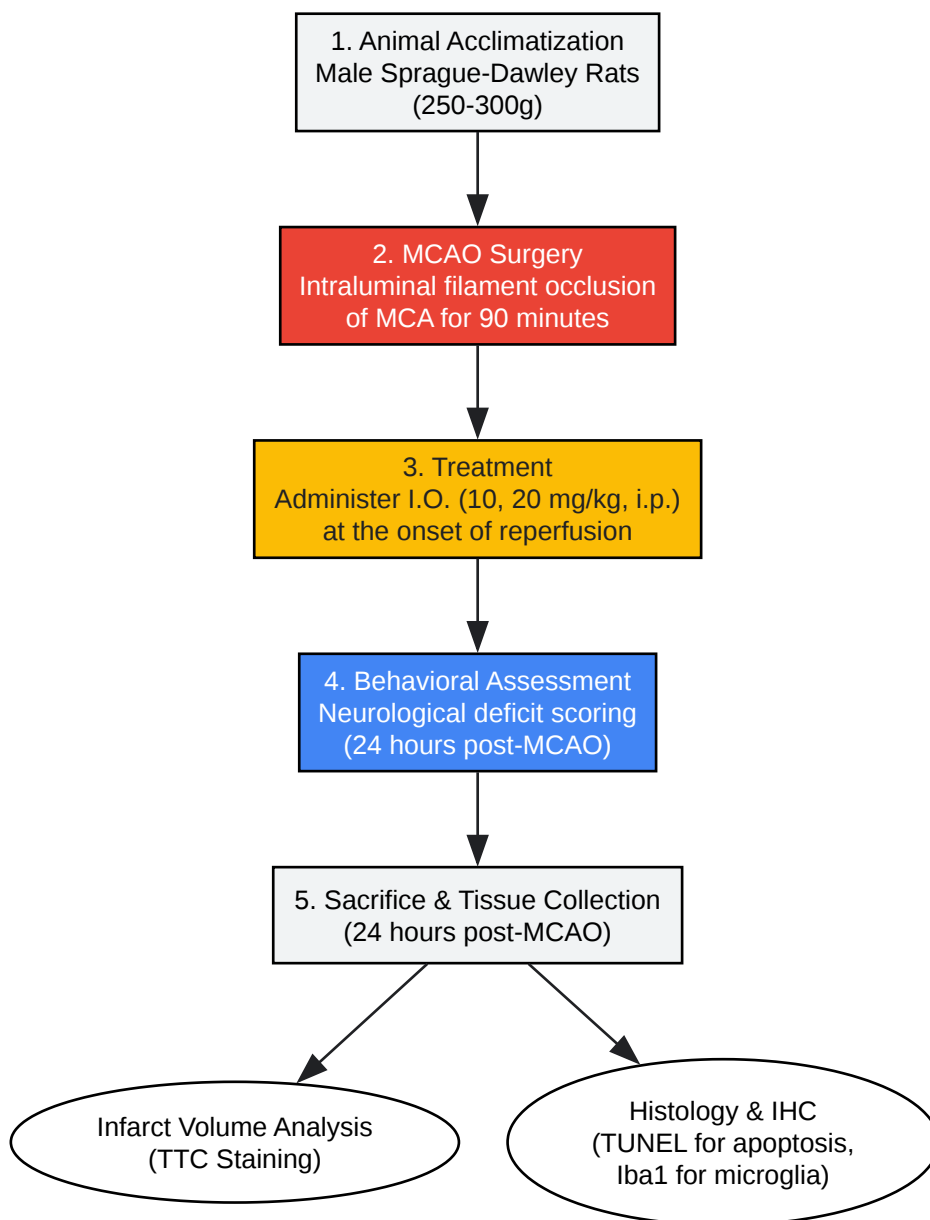 1. Animal Acclimatization
Male Sprague-Dawley Rats
(250-300g)
2. MCAO Surgery
Intraluminal filament occlusion
of MCA for 90 minutes
3. Treatment
Administer I.O. (10, 20 mg/kg, i.p.)
at the onset of reperfusion
4. Behavioral Assessment
Neurological deficit scoring
(24 hours post-MCAO)
5. Sacrifice & Tissue Collection
(24 hours post-MCAO)
Infarct Volume Analysis
(TTC Staining)
Histology & IHC
(TUNEL for apoptosis,
Iba1 for microglia)